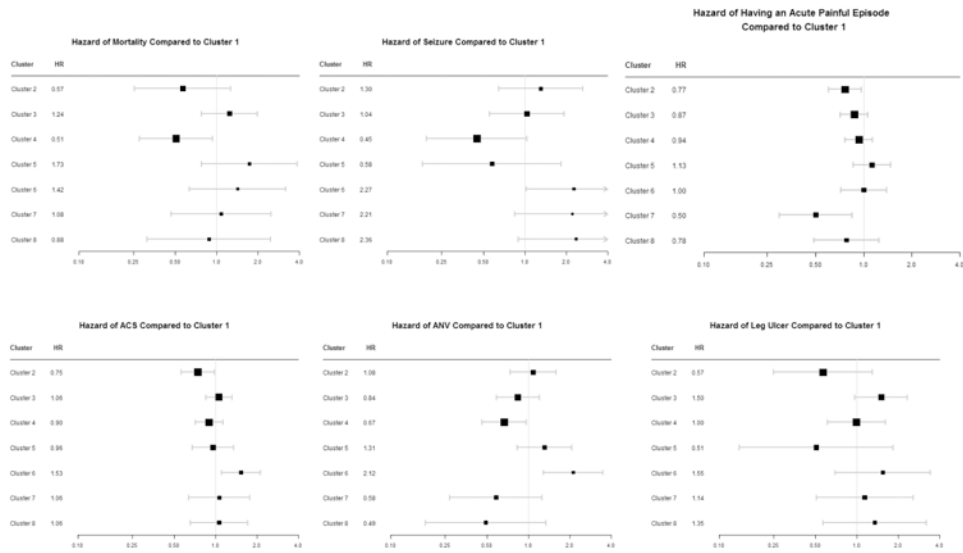 Hazard of Having an Acute Painful Episode
Compared to Cluster 1
Hazard of Mortality Compared to Cluster 1
Cluster HR
Cluster 2 0.57
Cluster 3 1.24
Cluster 4 0.51
Cluster 5 1.73
Cluster 6 1.42
Cluster 7 1.08
Cluster 8 0.88
0.10 0.25 0.50 1.0 2.0 4.0
Hazard of Seizure Compared to Cluster 1
Cluster HR
Cluster 2 1.30
Cluster 3 1.04
Cluster 4 0.45
Cluster 5 0.58
Cluster 6 2.27
Cluster 7 2.21
Cluster 8 2.36
0.10 0.25 0.50 1.0 2.0 4.0
Cluster HR
Cluster 2 0.77
Cluster 3 0.87
Cluster 4 0.94
Cluster 5 1.13
Cluster 6 1.00
Cluster 7 0.50
Cluster 8 0.78
0.10 0.25 0.50 1.0 2.0 4.0
Hazard of ACS Compared to Cluster 1
Cluster HR
Cluster 2 0.75
Cluster 3 1.06
Cluster 4 0.90
Cluster 5 0.96
Cluster 6 1.53
Cluster 7 1.06
Cluster 8 1.06
0.10 0.25 0.50 1.0 2.0 4.0
Hazard of ANV Compared to Cluster 1
Cluster HR
Cluster 2 1.08
Cluster 3 0.84
Cluster 4 0.67
Cluster 5 1.31
Cluster 6 2.12
Cluster 7 0.58
Cluster 8 0.49
0.10 0.25 0.50 1.0 2.0 4.0
Hazard of Leg Ulcer Compared to Cluster 1
Cluster HR
Cluster 2 0.57
Cluster 3 1.50
Cluster 4 1.00
Cluster 5 0.51
Cluster 6 1.55
Cluster 7 1.14
Cluster 8 1.35
0.10 0.25 0.50 1.0 2.0 4.0